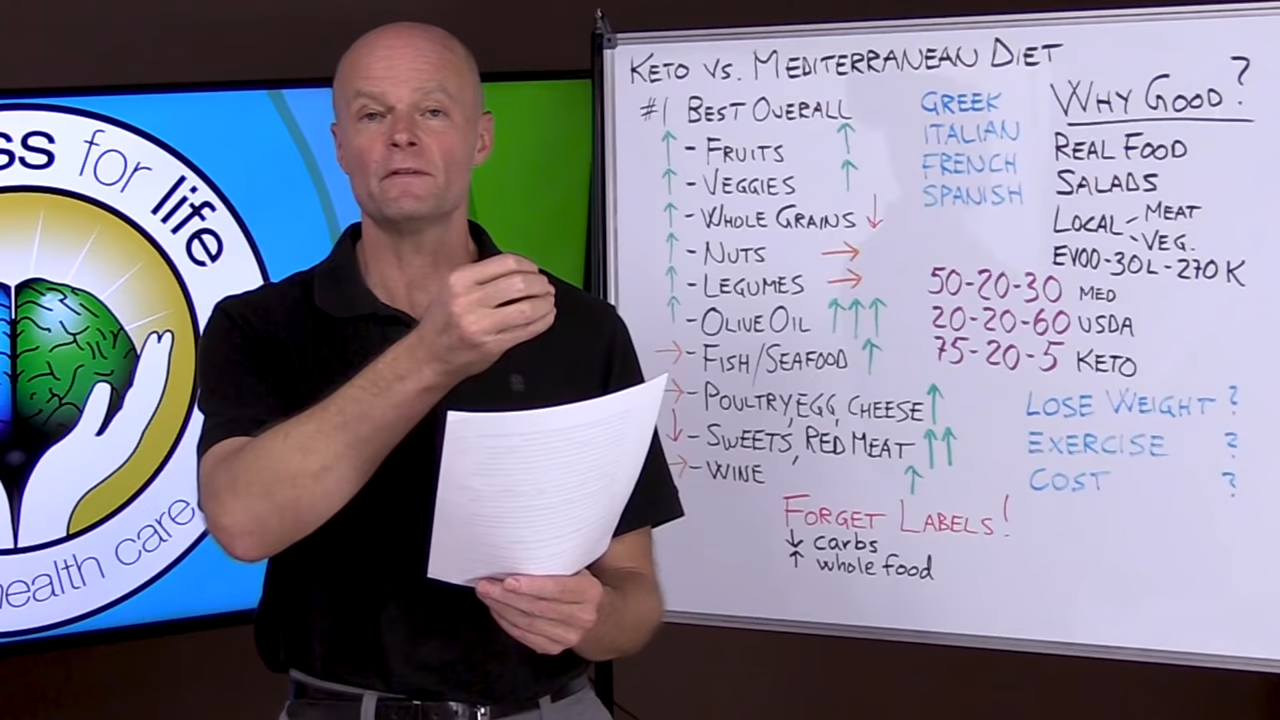 ss for life
health care
KETO VS. MEDITERRANEAN DIET
#1 BEST OVERALL
↑ - FRUITS ↑
↑ - VEGGIES ↑
↑ - WHOLE GRAINS ↓
↑ - NUTS →
↑ - LEGUMES →
↑ - OLIVE OIL ↑↑↑
→ - FISH/SEAFOOD ↑
→ - POULTRY, EGG, CHEESE ↑
↓ - SWEETS, RED MEAT ↑↑
→ - WINE ↑
FORGET LABELS!
↓ carbs
↑ whole food
GREEK
ITALIAN
FRENCH
SPANISH
WHY GOOD?
REAL FOOD
SALADS
LOCAL - MEAT
- VEG.
EVOO-30L-270K
50-20-30 MED
20-20-60 USDA
75-20-5 KETO
LOSE WEIGHT ?
EXERCISE ?
COST ?